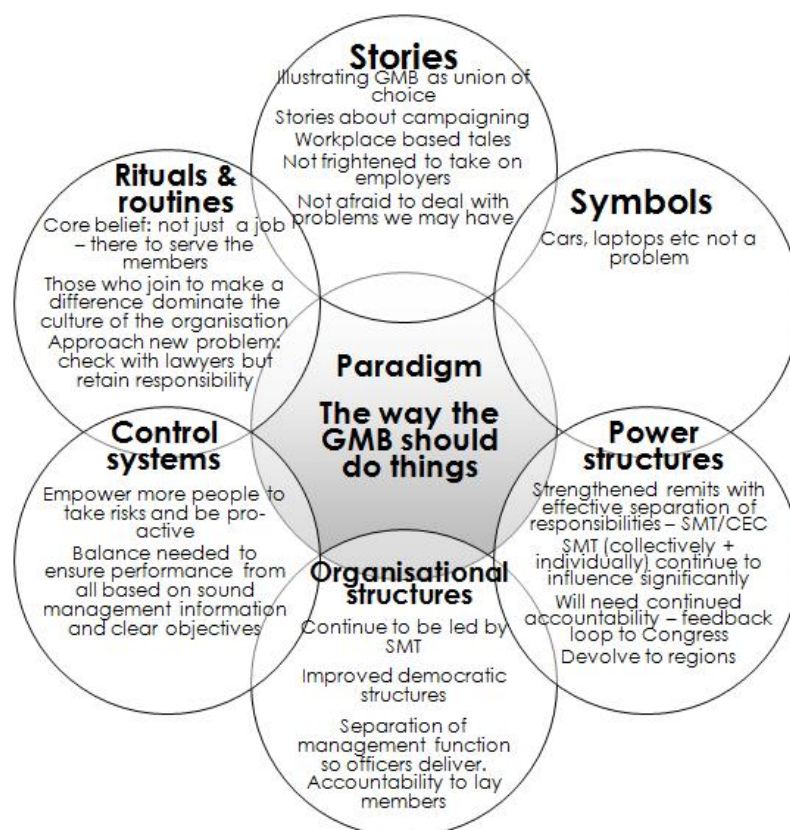 Stories
Illustrating GMB as union of
choice
Stories about campaigning
Workplace based tales
Not frightened to take on
employers
Not afraid to deal with
problems we may have
Rituals &
routines
Core belief: not just a job
– there to serve the
members
Those who join to make a
difference dominate the
culture of the organisation
Approach new problem:
check with lawyers but
retain responsibility
Symbols
Cars, laptops etc not a
problem
Paradigm
The way the
GMB should
do things
Control
systems
Empower more people to
take risks and be pro-
active
Balance needed to
ensure performance from
all based on sound
management information
and clear objectives
Power
structures
Strengthened remits with
effective separation of
responsibilities – SMT/CEC
SMT (collectively +
individually) continue to
influence significantly
Will need continued
accountability – feedback
loop to Congress
Devolve to regions
Organisational
structures
Continue to be led by
SMT
Improved democratic
structures
Separation of
management function
so officers deliver.
Accountability to lay
members